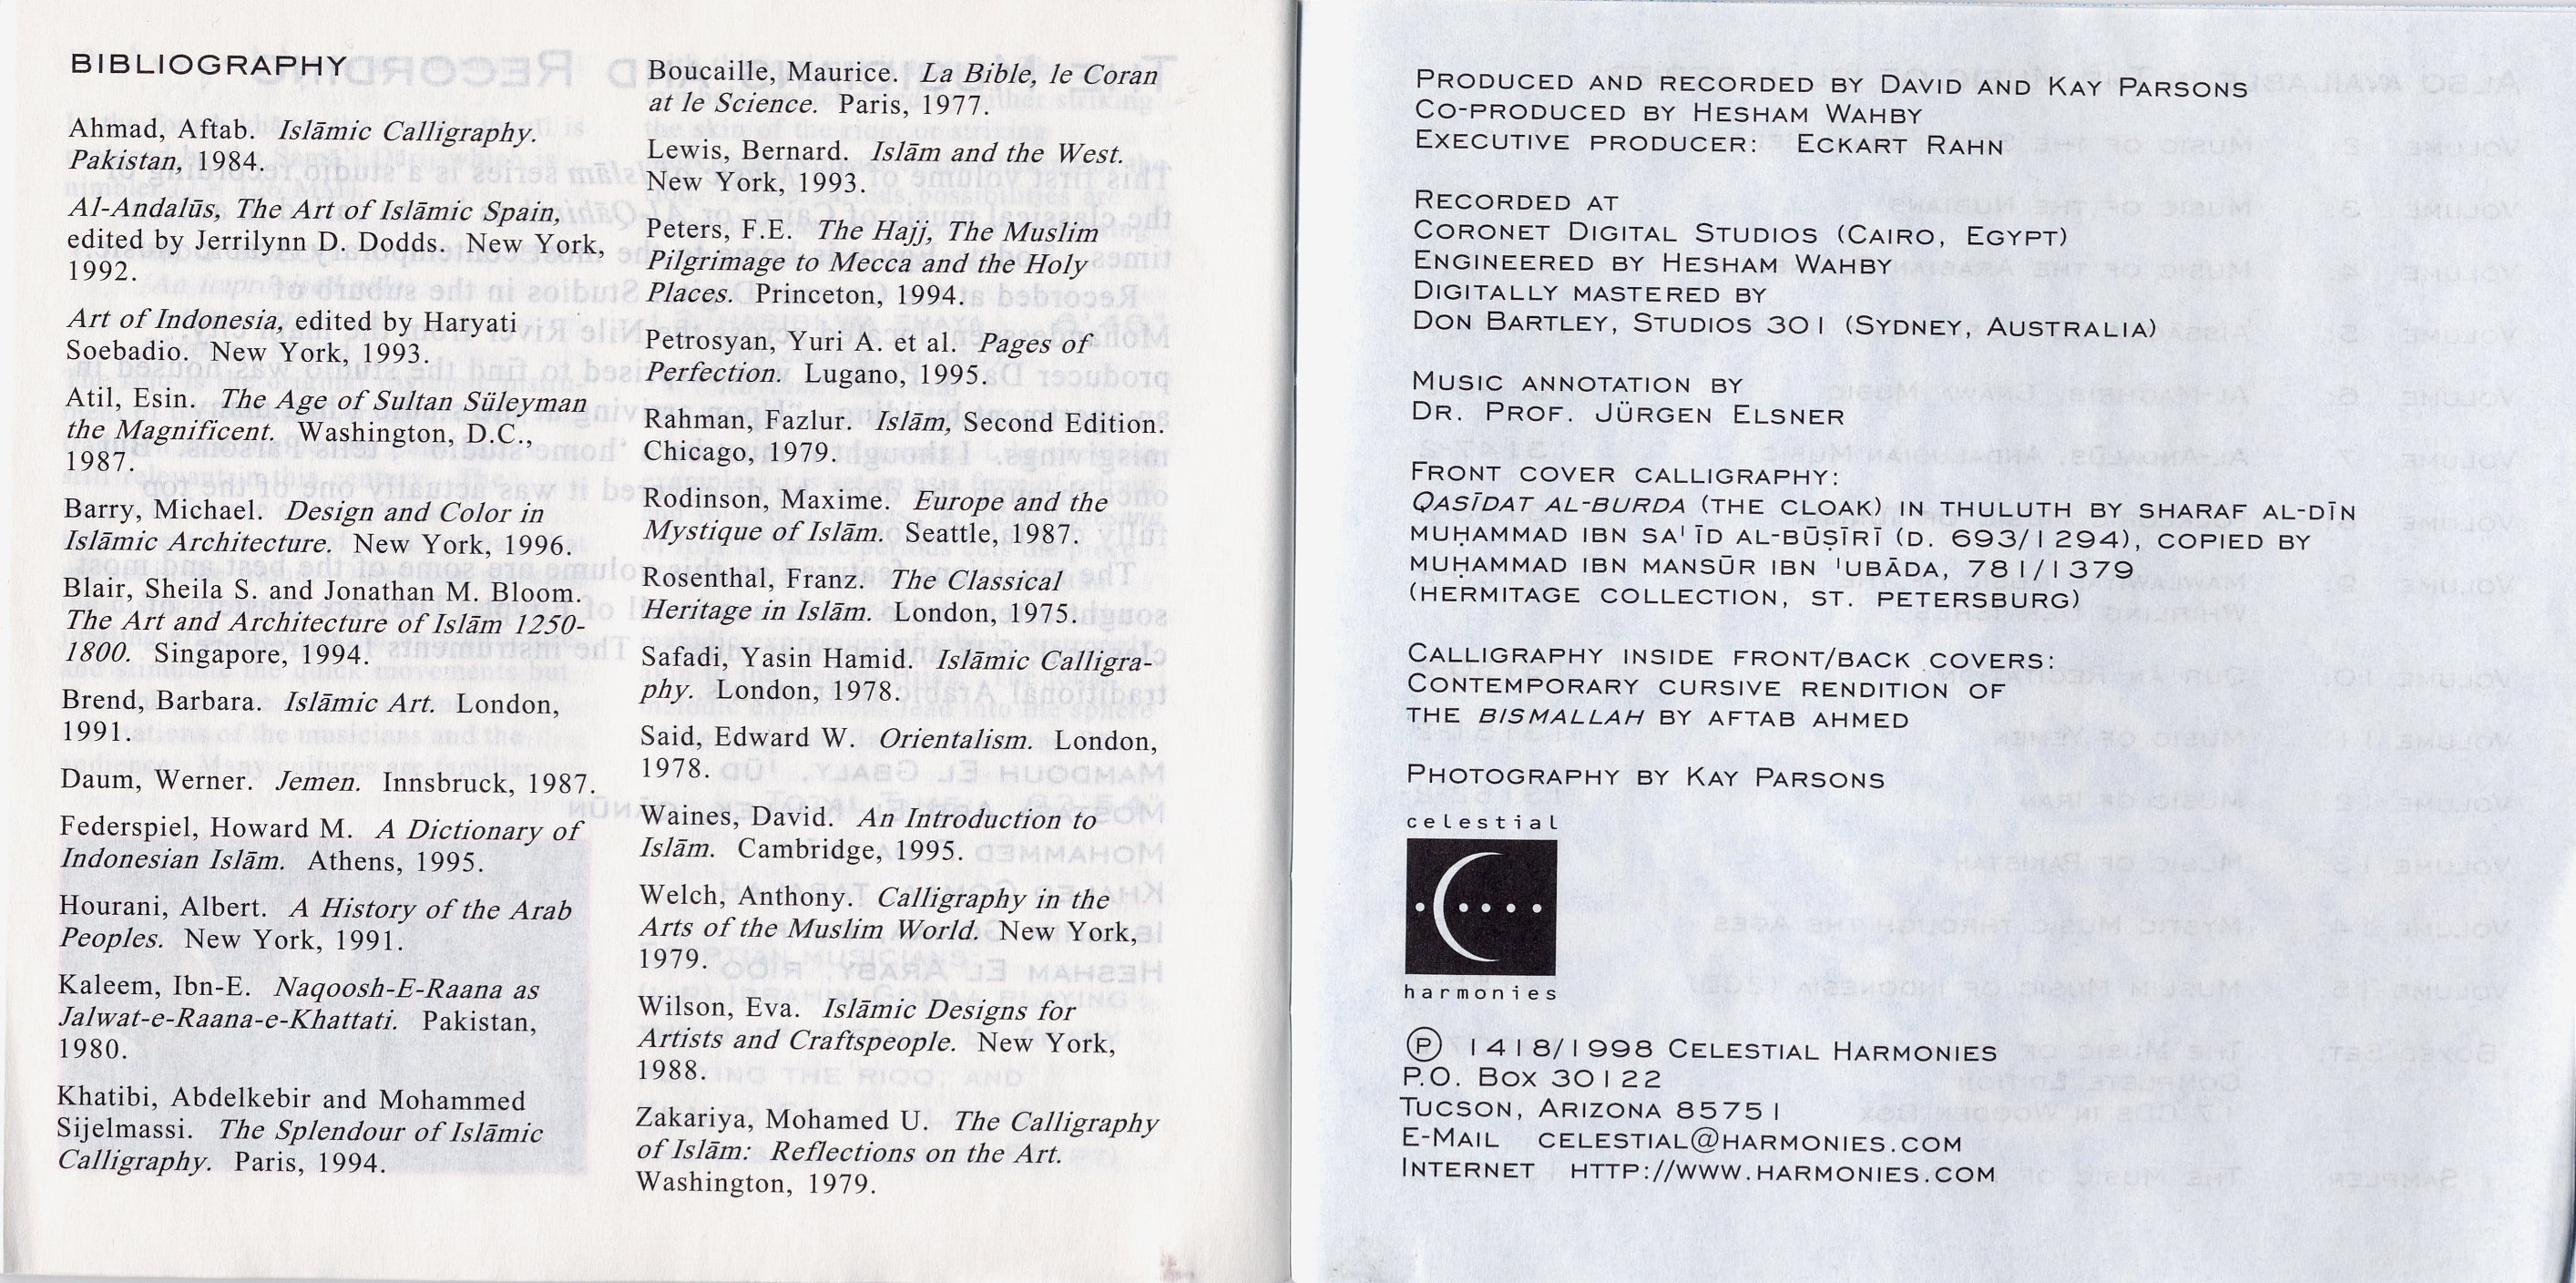 BIBLIOGRAPHY
Ahmad, Aftab. Islāmic Calligraphy.
Pakistan, 1984.
Al-Andalūs, The Art of Islāmic Spain,
edited by Jerrilynn D. Dodds. New York,
1992.
Art of Indonesia, edited by Haryati
Soebadio. New York, 1993.
Atil, Esin. The Age of Sultan Süleyman
the Magnificent. Washington, D.C.,
1987.
Barry, Michael. Design and Color in
Islāmic Architecture. New York, 1996.
Blair, Sheila S. and Jonathan M. Bloom.
The Art and Architecture of Islām 1250-
1800. Singapore, 1994.
Brend, Barbara. Islāmic Art. London,
1991.
Daum, Werner. Jemen. Innsbruck, 1987.
Federspiel, Howard M. A Dictionary of
Indonesian Islām. Athens, 1995.
Hourani, Albert. A History of the Arab
Peoples. New York, 1991.
Kaleem, Ibn-E. Naqoosh-E-Raana as
Jalwat-e-Raana-e-Khattati. Pakistan,
1980.
Khatibi, Abdelkebir and Mohammed
Sijelmassi. The Splendour of Islāmic
Calligraphy. Paris, 1994.
Boucaille, Maurice. La Bible, le Coran
at le Science. Paris, 1977.
Lewis, Bernard. Islām and the West.
New York, 1993.
Peters, F.E. The Hajj, The Muslim
Pilgrimage to Mecca and the Holy
Places. Princeton, 1994.
Petrosyan, Yuri A. et al. Pages of
Perfection. Lugano, 1995.
Rahman, Fazlur. Islām, Second Edition.
Chicago, 1979.
Rodinson, Maxime. Europe and the
Mystique of Islām. Seattle, 1987.
Rosenthal, Franz. The Classical
Heritage in Islām. London, 1975.
Safadi, Yasin Hamid. Islāmic Calligra-
phy. London, 1978.
Said, Edward W. Orientalism. London,
1978.
Waines, David. An Introduction to
Islām. Cambridge, 1995.
Welch, Anthony. Calligraphy in the
Arts of the Muslim World. New York,
1979.
Wilson, Eva. Islāmic Designs for
Artists and Craftspeople. New York,
1988.
Zakariya, Mohamed U. The Calligraphy
of Islām: Reflections on the Art.
Washington, 1979.
PRODUCED AND RECORDED BY DAVID AND KAY PARSONS
CO-PRODUCED BY HESHAM WAHBY
EXECUTIVE PRODUCER: ECKART RAHN
RECORDED AT
CORONET DIGITAL STUDIOS (CAIRO, EGYPT)
ENGINEERED BY HESHAM WAHBY
DIGITALLY MASTERED BY
DON BARTLEY, STUDIOS 301 (SYDNEY, AUSTRALIA)
MUSIC ANNOTATION BY
DR. PROF. JÜRGEN ELSNER
FRONT COVER CALLIGRAPHY:
QASĪDAT AL-BURDA (THE CLOAK) IN THULUTH BY SHARAF AL-DĪN
MUḤAMMAD IBN SA'ĪD AL-BŪṢĪRĪ (D. 693/1294), COPIED BY
MUḤAMMAD IBN MANSŪR IBN 'UBĀDA, 781/1379
(HERMITAGE COLLECTION, ST. PETERSBURG)
CALLIGRAPHY INSIDE FRONT/BACK COVERS:
CONTEMPORARY CURSIVE RENDITION OF
THE BISMALLAH BY AFTAB AHMED
PHOTOGRAPHY BY KAY PARSONS
celestial
harmonies
Ⓟ 1418/1998 CELESTIAL HARMONIES
P.O. BOX 30122
TUCSON, ARIZONA 85751
E-MAIL CELESTIAL@HARMONIES.COM
INTERNET HTTP://WWW.HARMONIES.COM